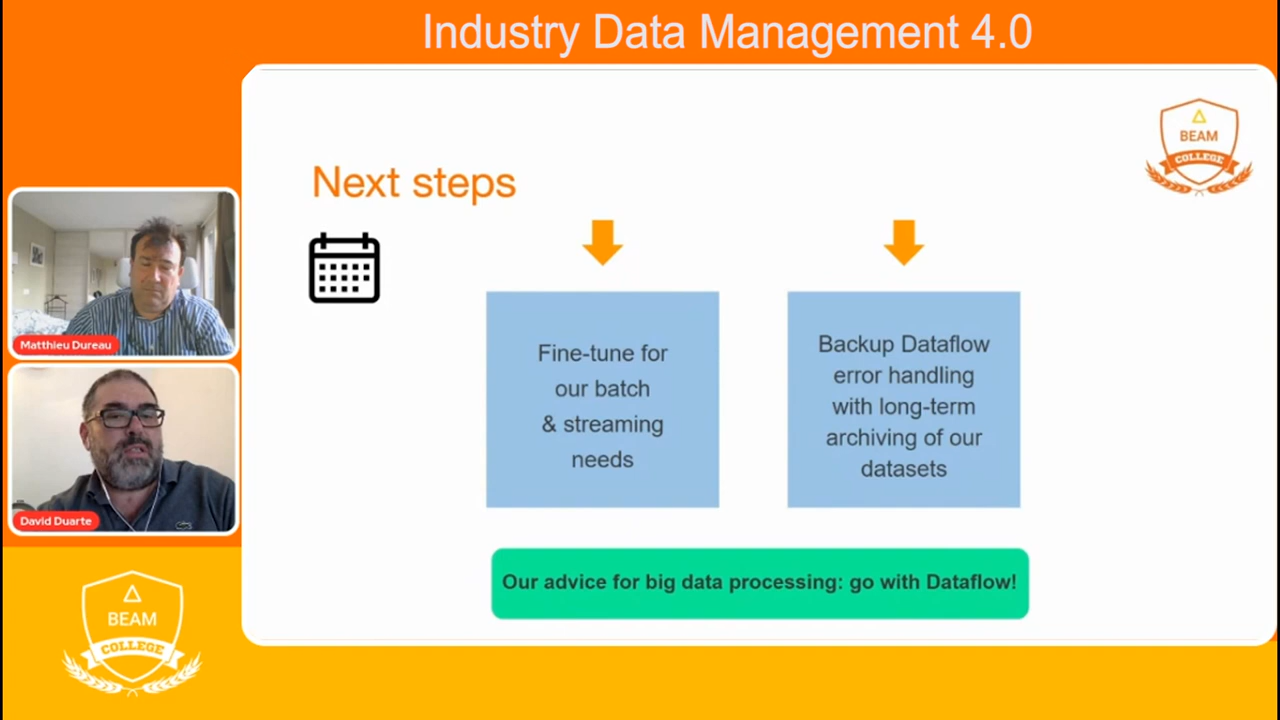 Industry Data Management 4.0
BEAM
COLLEGE
Next steps
Fine-tune for
our batch
& streaming
needs
Backup Dataflow
error handling
with long-term
archiving of our
datasets
Our advice for big data processing: go with Dataflow!
Matthieu Dureau
David Duarte
BEAM
COLLEGE